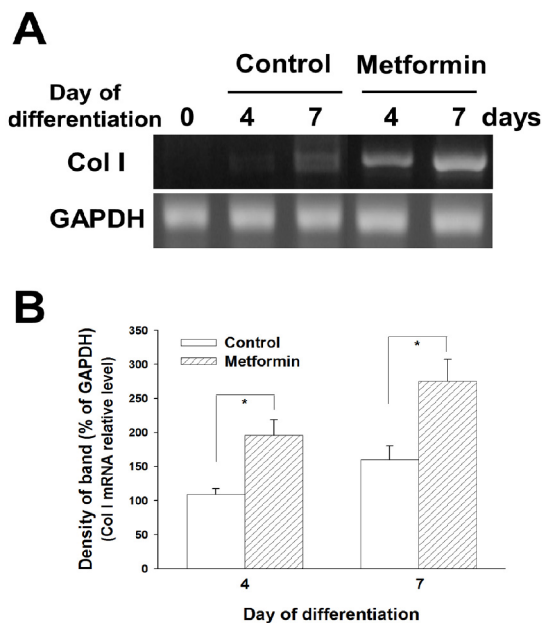 A
Control Metformin
Day of
differentiation 0 4 7 4 7 days
Col I
GAPDH
B
Density of band (% of GAPDH)
(Col I mRNA relative level)
350
300
250
200
150
100
50
0
Control
Metformin
*
*
4 7
Day of differentiation